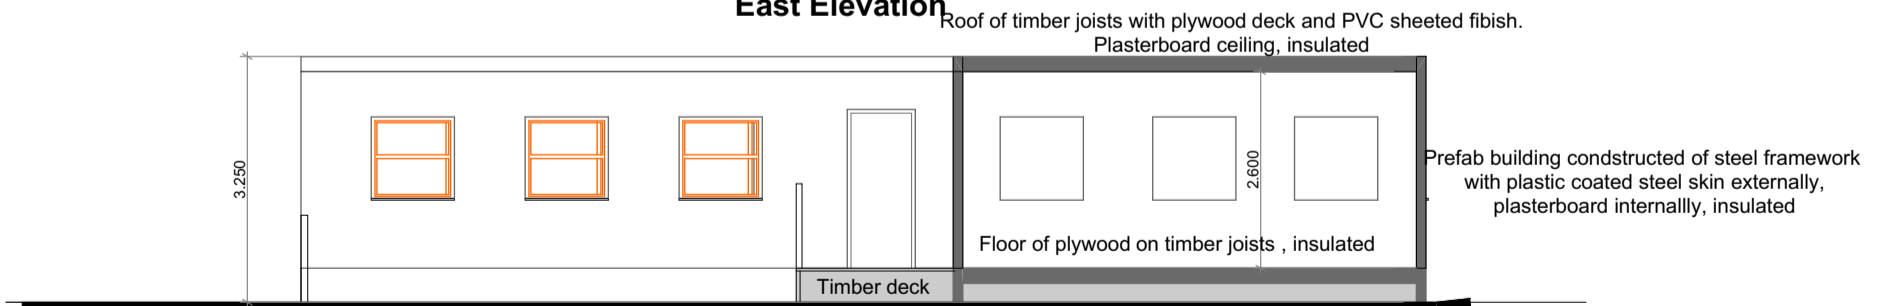 East Elevation
Roof of timber joists with plywood deck and PVC sheeted fibish.
Plasterboard ceiling, insulated
3.250
2.600
Prefab building condstructed of steel framework
with plastic coated steel skin externally,
plasterboard internallly, insulated
Floor of plywood on timber joists , insulated
Timber deck